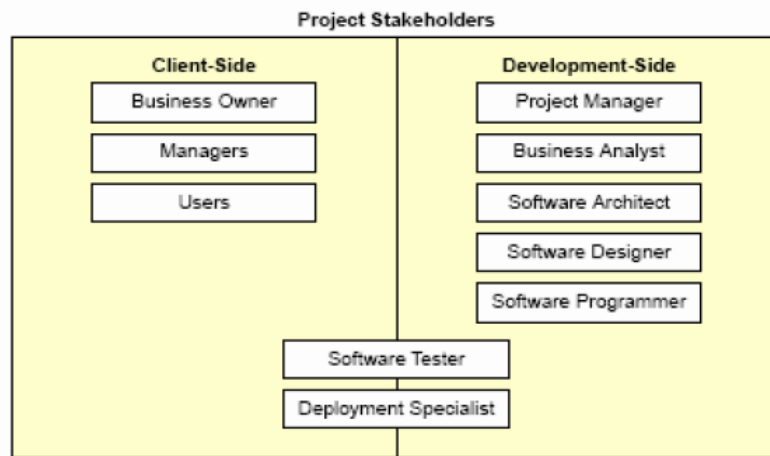 Project Stakeholders
Client-Side
Business Owner
Managers
Users
Development-Side
Project Manager
Business Analyst
Software Architect
Software Designer
Software Programmer
Software Tester
Deployment Specialist